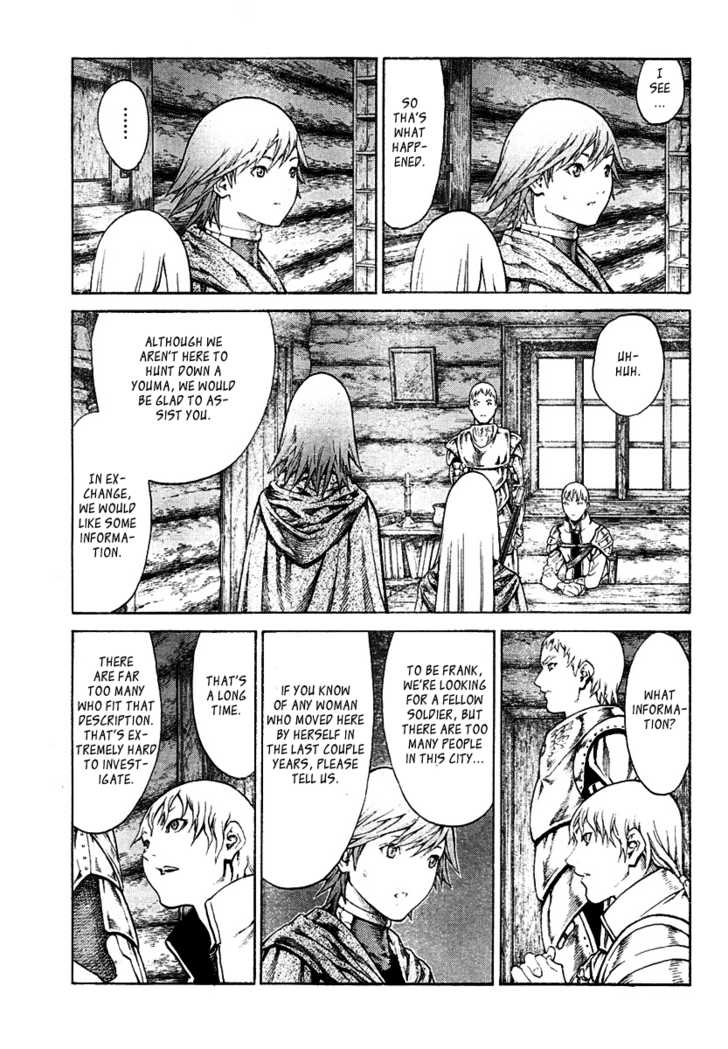 I
SEE
...
SO
THA'S
WHAT
HAPP-
ENED.
......
UH-
HUH.
ALTHOUGH WE
AREN'T HERE TO
HUNT DOWN A
YOUMA, WE WOULD
BE GLAD TO AS-
SIST YOU.
IN EX-
CHANGE,
WE WOULD
LIKE SOME
INFORMA-
TION.
WHAT
INFORMA-
TION?
TO BE FRANK,
WE'RE LOOKING
FOR A FELLOW
SOLDIER, BUT
THERE ARE TOO
MANY PEOPLE
IN THIS CITY...
IF YOU KNOW
OF ANY WOMAN
WHO MOVED HERE
BY HERSELF IN
THE LAST COUPLE
YEARS, PLEASE
TELL US.
THAT'S
A LONG
TIME.
THERE
ARE FAR
TOO MANY
WHO FIT THAT
DESCRIPTION.
THAT'S EX-
TREMELY HARD
TO INVEST-
IGATE.